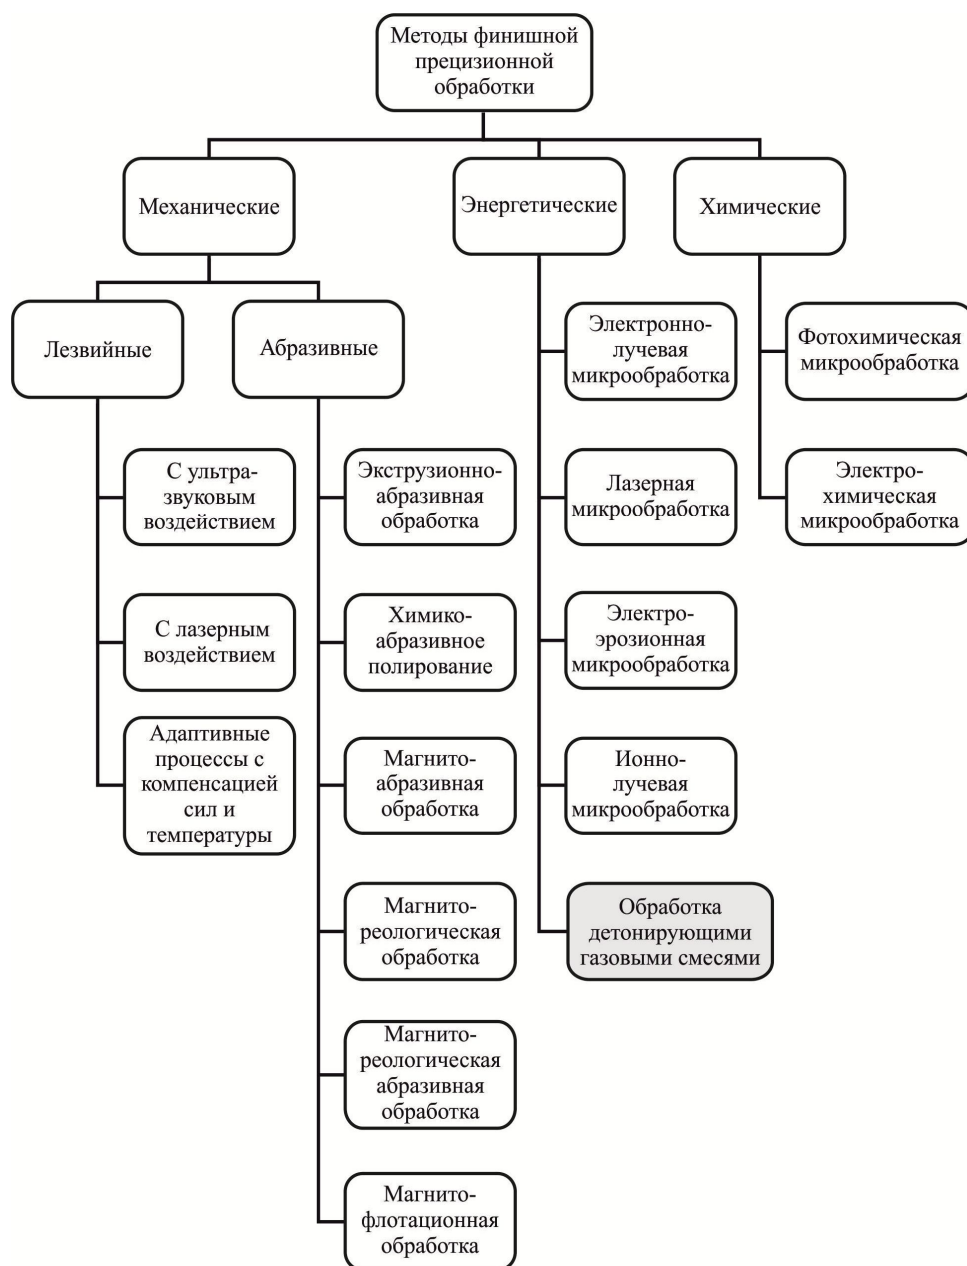 Методы финишной
прецизионной
обработки
Механические
Энергетические
Химические
Лезвийные
Абразивные
С ультра-
звуковым
воздействием
С лазерным
воздействием
Адаптивные
процессы с
компенсацией
сил и
температуры
Экструзионно-
абразивная
обработка
Химико-
абразивное
полирование
Магнито-
абразивная
обработка
Магнито-
реологическая
обработка
Магнито-
реологическая
абразивная
обработка
Магнито-
флотационная
обработка
Электронно-
лучевая
микрообработка
Лазерная
микрообработка
Электро-
эрозионная
микрообработка
Ионно-
лучевая
микрообработка
Обработка
детонирующими
газовыми смесями
Фотохимическая
микрообработка
Электро-
химическая
микрообработка